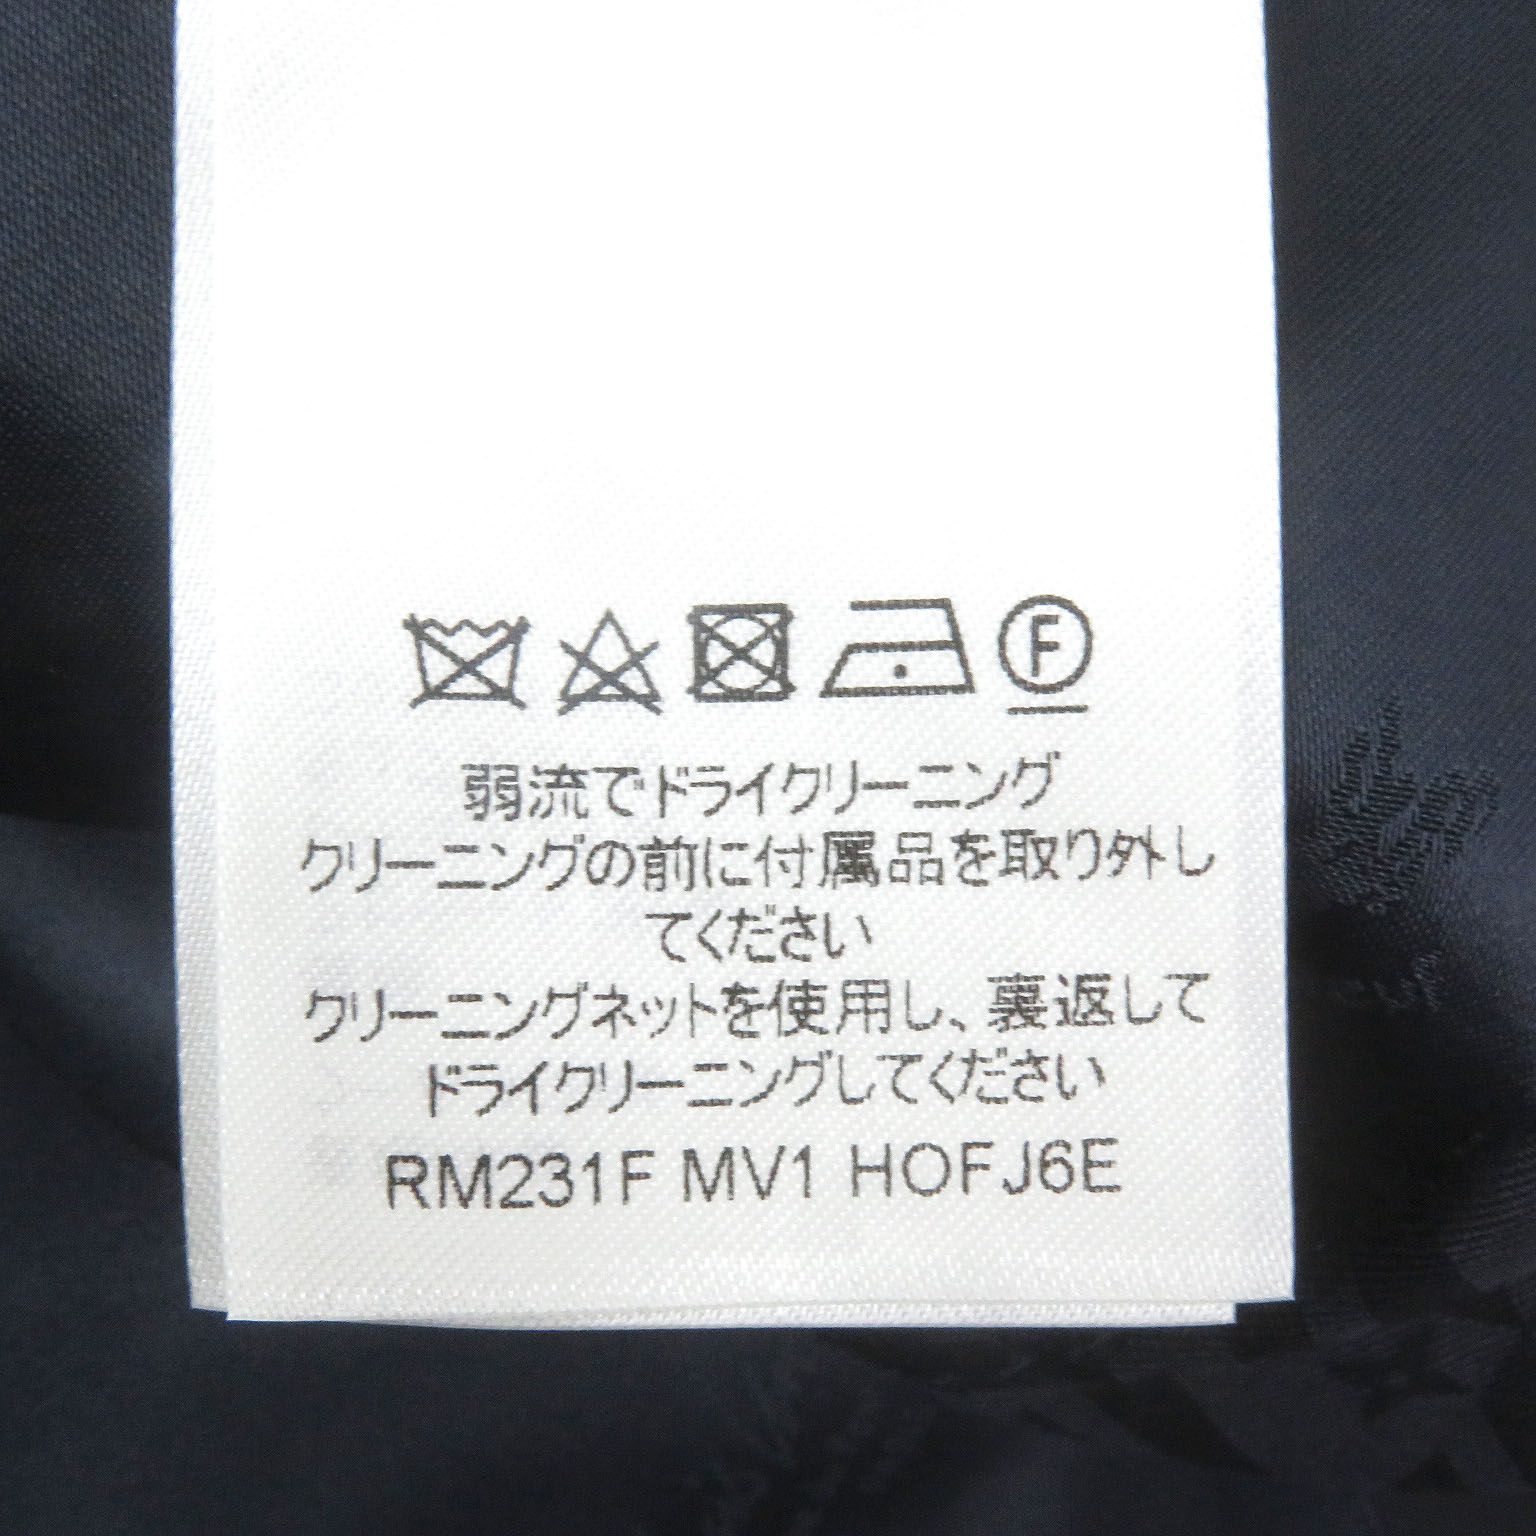 F
弱流でドライクリーニング
クリーニングの前に付属品を取り外し
てください
クリーニングネットを使用し、裏返して
ドライクリーニングしてください
RM231F MV1 HOFJ6E